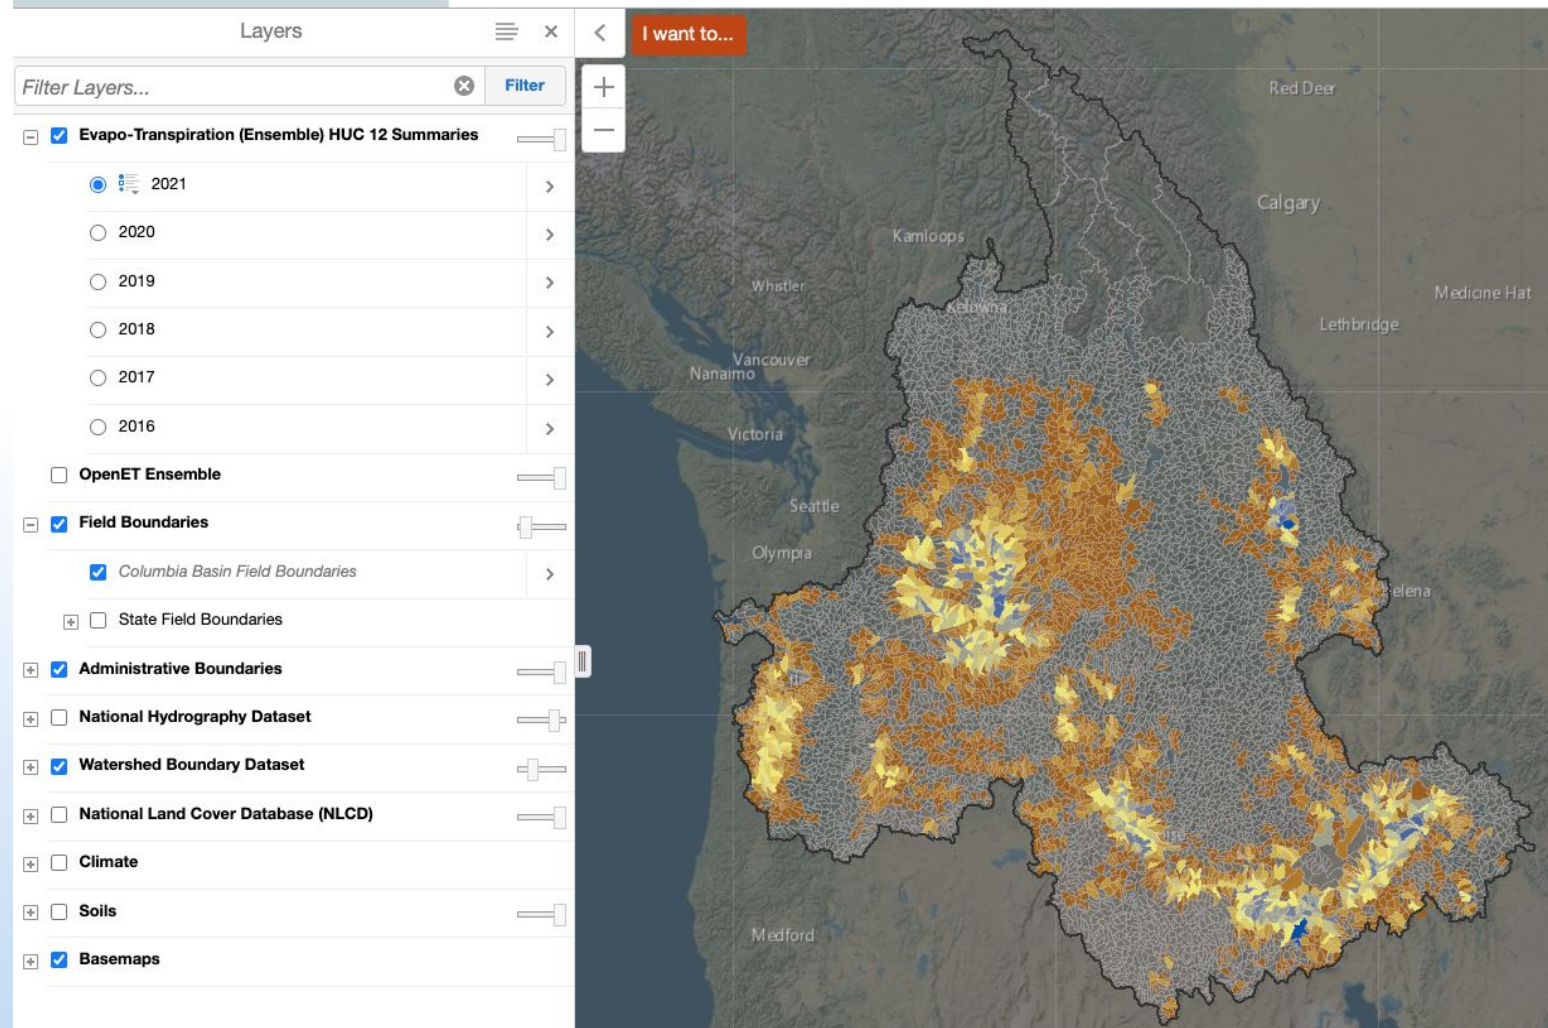 Layers
I want to...
Filter Layers...
Filter
Evapo-Transpiration (Ensemble) HUC 12 Summaries
2021
2020
2019
2018
2017
2016
OpenET Ensemble
Field Boundaries
Columbia Basin Field Boundaries
State Field Boundaries
Administrative Boundaries
National Hydrography Dataset
Watershed Boundary Dataset
National Land Cover Database (NLCD)
Climate
Soils
Basemaps
Red Deer
Calgary
Kamloops
Whistler
Medicine Hat
Kelowna
Lethbridge
Vancouver
Nanaimo
Victoria
Seattle
Olympia
elena
Medford